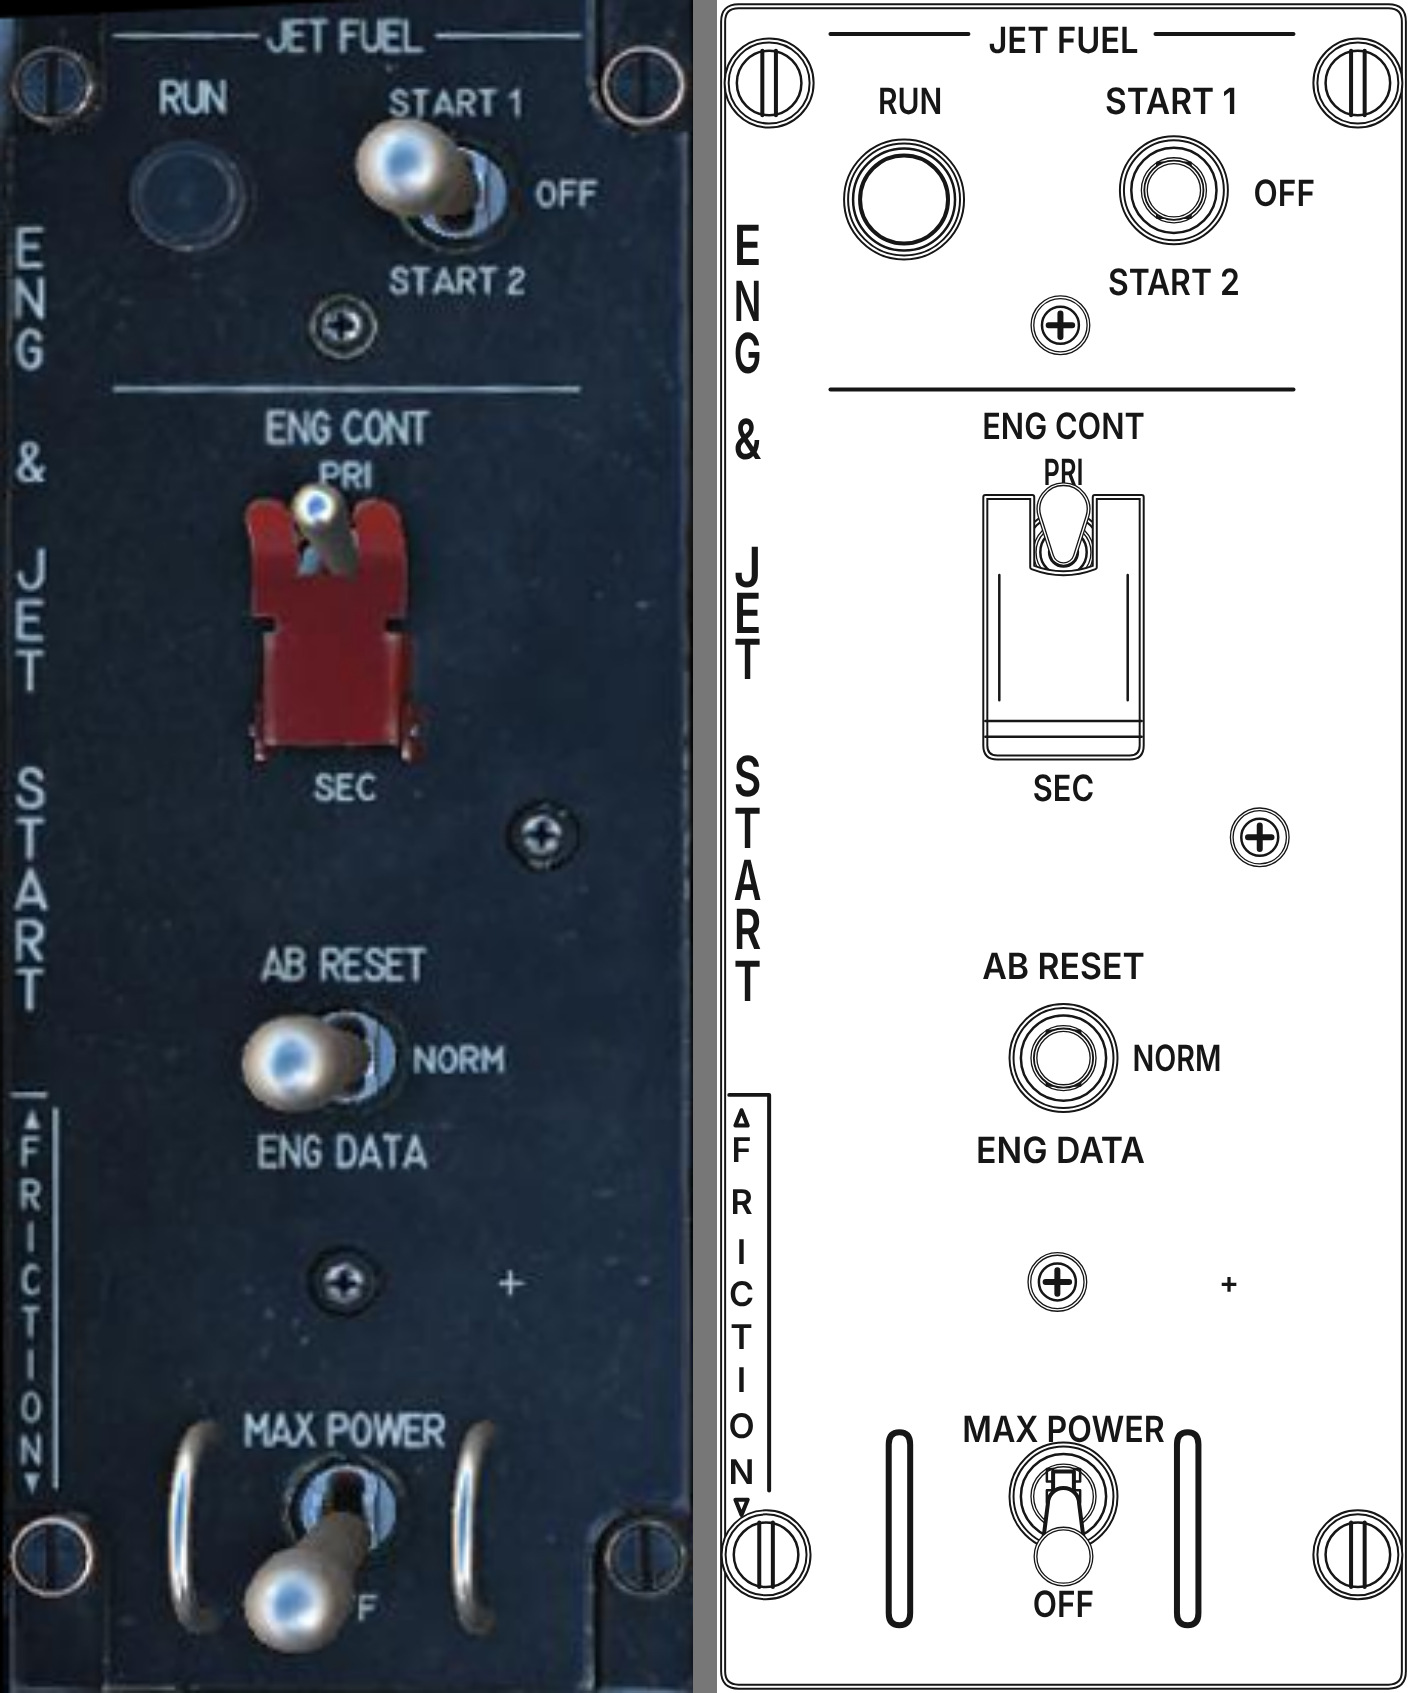 JET FUEL
RUN
START 1
OFF
START 2
ENG & JET START
ENG CONT
PRI
SEC
AB RESET
NORM
ENG DATA
FRICTION
+
MAX POWER
F
JET FUEL
RUN
START 1
OFF
START 2
ENG & JET START
ENG CONT
PRI
SEC
AB RESET
NORM
ENG DATA
FRICTION
+
MAX POWER
OFF